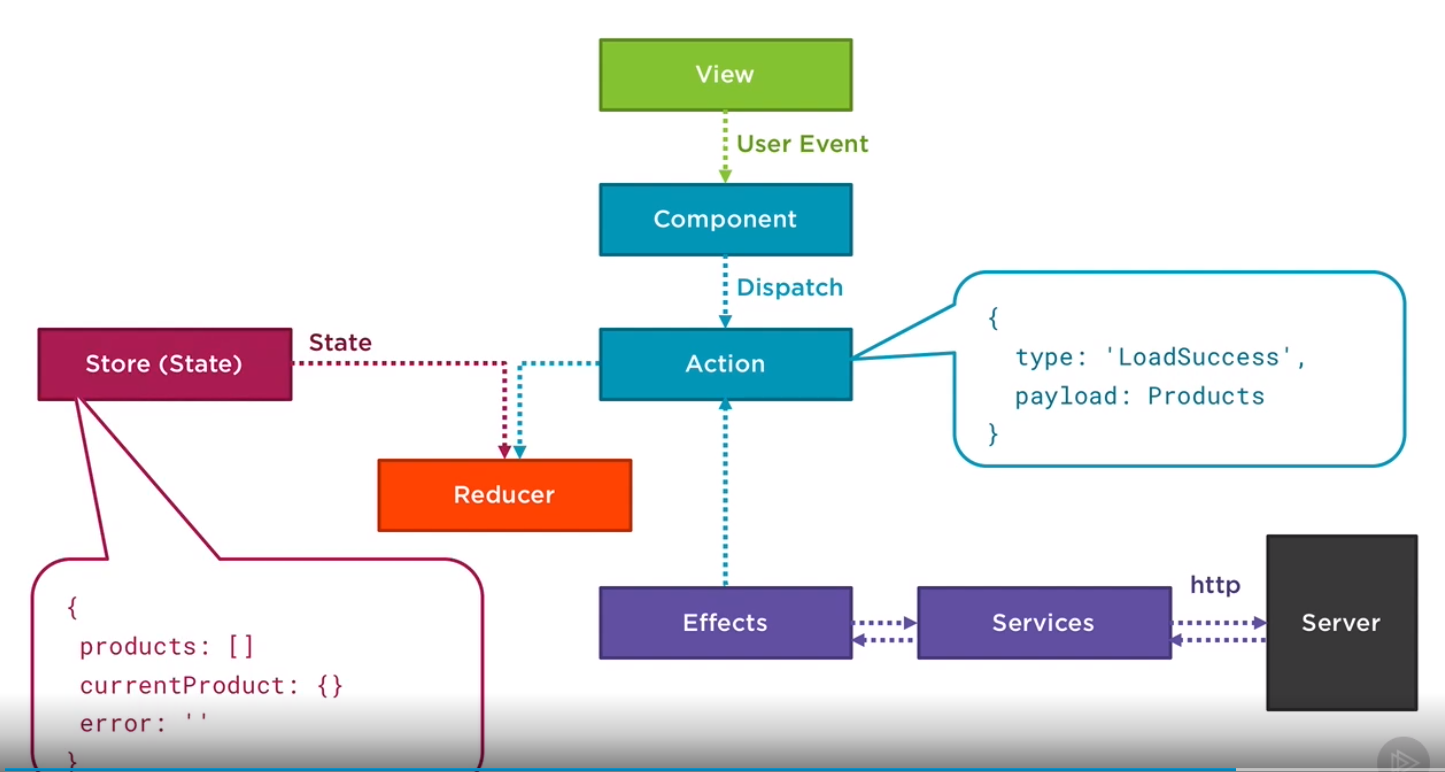 View
User Event
Component
Dispatch
{
type: 'LoadSuccess',
payload: Products
}
Store (State)
State
Action
Reducer
Effects
Services
http
Server
{
products: []
currentProduct: {}
error: ''
}